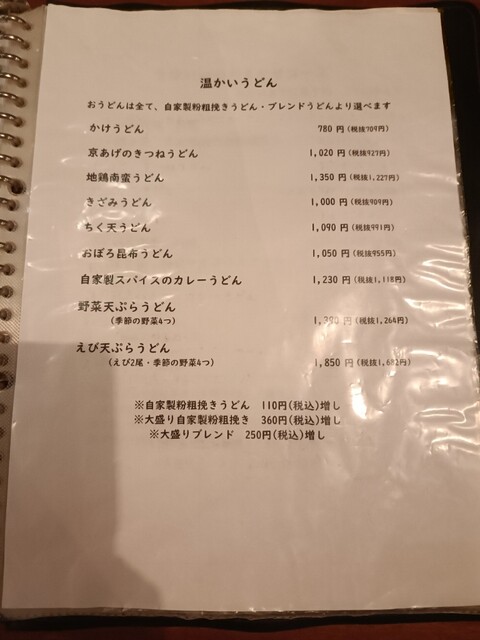 温かいうどん
おうどんは全て、自家製粉粗挽きうどん・ブレンドうどんより選べます
かけうどん 780 円(税抜709円)
京あげのきつねうどん 1,020 円(税抜927円)
地鶏南蛮うどん 1,350 円(税抜1,227円)
きざみうどん 1,000 円(税抜909円)
ちく天うどん 1,090 円(税抜991円)
おぼろ昆布うどん 1,050 円(税抜955円)
自家製スパイスのカレーうどん 1,230 円(税抜1,118円)
野菜天ぷらうどん 1,390 円(税抜1,264円)
(季節の野菜4つ)
えび天ぷらうどん 1,850 円(税抜1,682円)
(えび2尾・季節の野菜4つ)
※自家製粉粗挽きうどん 110円(税込)増し
※大盛り自家製粉粗挽き 360円(税込)増し
※大盛りブレンド 250円(税込)増し